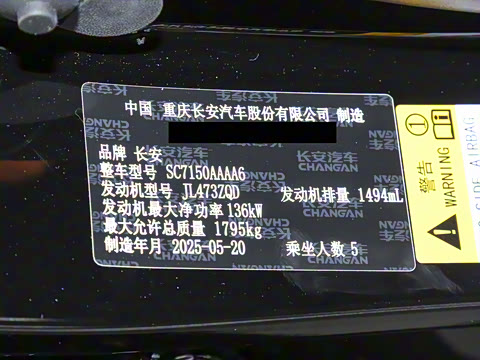 中国 重庆长安汽车股份有限公司 制造
品牌 长安
整车型号 SC7150AAAA6
发动机型号 JL473ZQD 发动机排量 1494mL
发动机最大净功率 136kW
最大允许总质量 1795kg
制造年月 2025-05-20 乘坐人数 5
警告
WARNING
SIDE AIRBAG